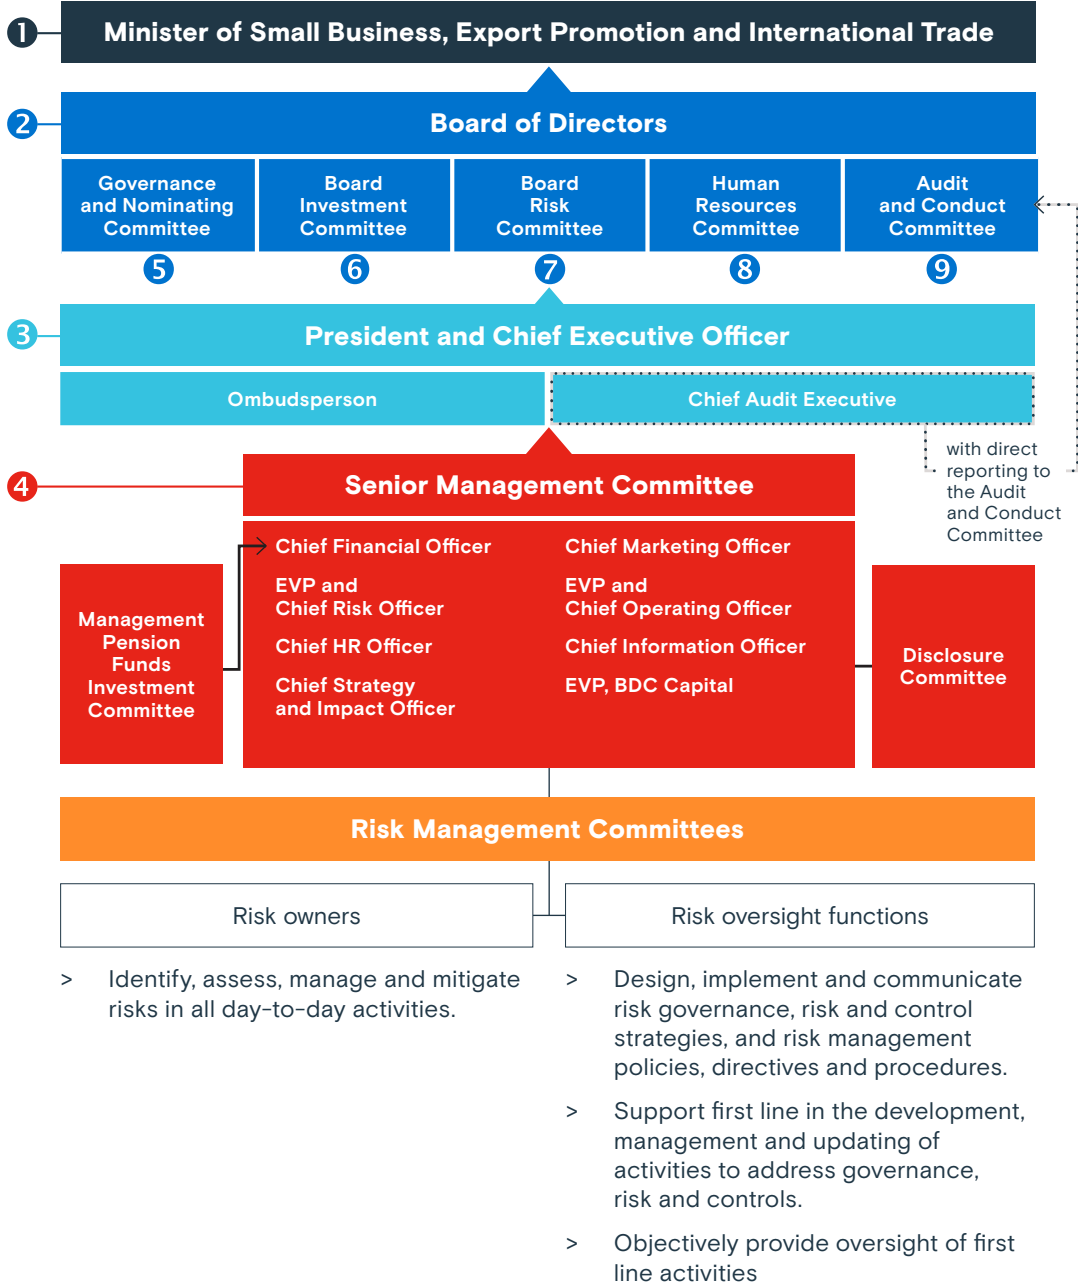 1 Minister of Small Business, Export Promotion and International Trade
2 Board of Directors
Governance
and Nominating
Committee
5
Board
Investment
Committee
6
Board
Risk
Committee
7
Human
Resources
Committee
8
Audit
and Conduct
Committee
9
3 President and Chief Executive Officer
Ombudsperson
Chief Audit Executive
with direct
reporting to
the Audit
and Conduct
Committee
4 Senior Management Committee
Chief Financial Officer
EVP and
Chief Risk Officer
Chief HR Officer
Chief Strategy
and Impact Officer
Chief Marketing Officer
EVP and
Chief Operating Officer
Chief Information Officer
EVP, BDC Capital
Management
Pension
Funds
Investment
Committee
Disclosure
Committee
Risk Management Committees
Risk owners
> Identify, assess, manage and mitigate
risks in all day-to-day activities.
Risk oversight functions
> Design, implement and communicate
risk governance, risk and control
strategies, and risk management
policies, directives and procedures.
> Support first line in the development,
management and updating of
activities to address governance,
risk and controls.
> Objectively provide oversight of first
line activities